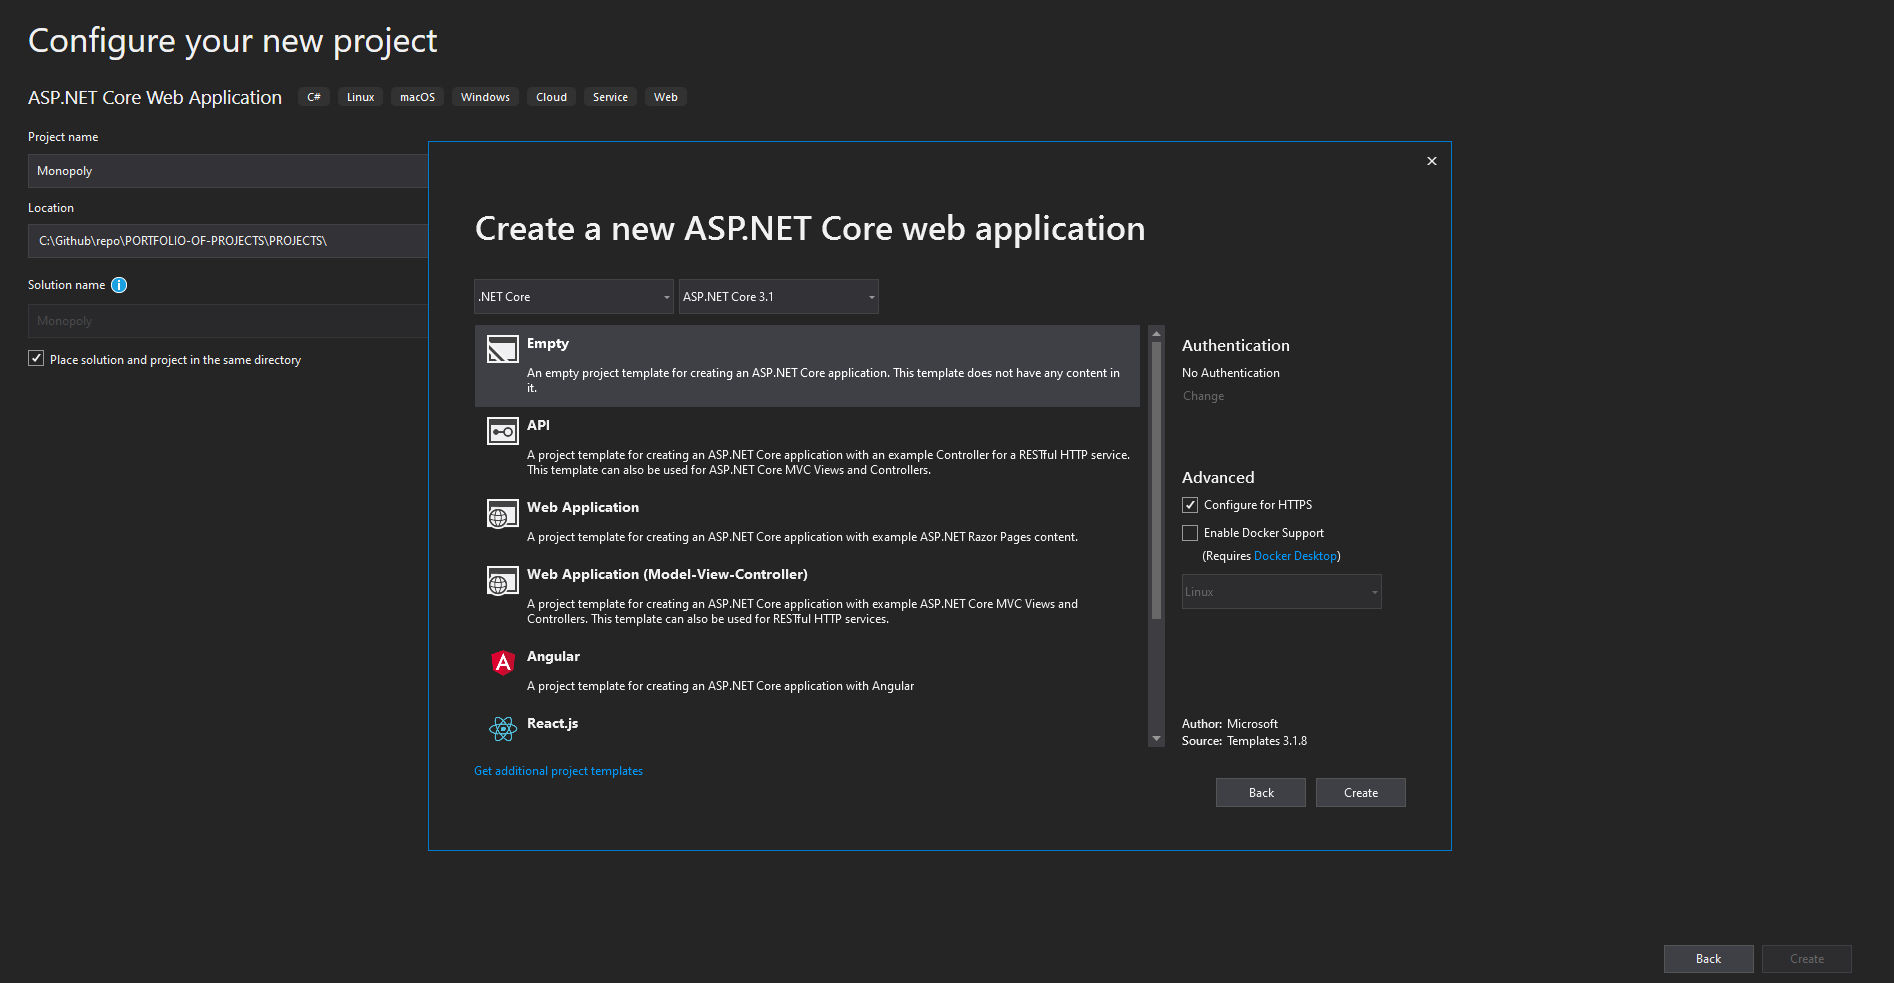 Configure your new project
ASP.NET Core Web Application C# Linux macOS Windows Cloud Service Web
Project name
Monopoly
Location
C:\Github\repo\PORTFOLIO-OF-PROJECTS\PROJECTS\
Solution name
Monopoly
Place solution and project in the same directory
Create a new ASP.NET Core web application
.NET Core ASP.NET Core 3.1
Empty
An empty project template for creating an ASP.NET Core application. This template does not have any content in
it.
API
A project template for creating an ASP.NET Core application with an example Controller for a RESTful HTTP service.
This template can also be used for ASP.NET Core MVC Views and Controllers.
Web Application
A project template for creating an ASP.NET Core application with example ASP.NET Razor Pages content.
Web Application (Model-View-Controller)
A project template for creating an ASP.NET Core application with example ASP.NET Core MVC Views and
Controllers. This template can also be used for RESTful HTTP services.
Angular
A project template for creating an ASP.NET Core application with Angular
React.js
Get additional project templates
Authentication
No Authentication
Change
Advanced
Configure for HTTPS
Enable Docker Support
(Requires Docker Desktop)
Linux
Author: Microsoft
Source: Templates 3.1.8
Back Create
Back Create